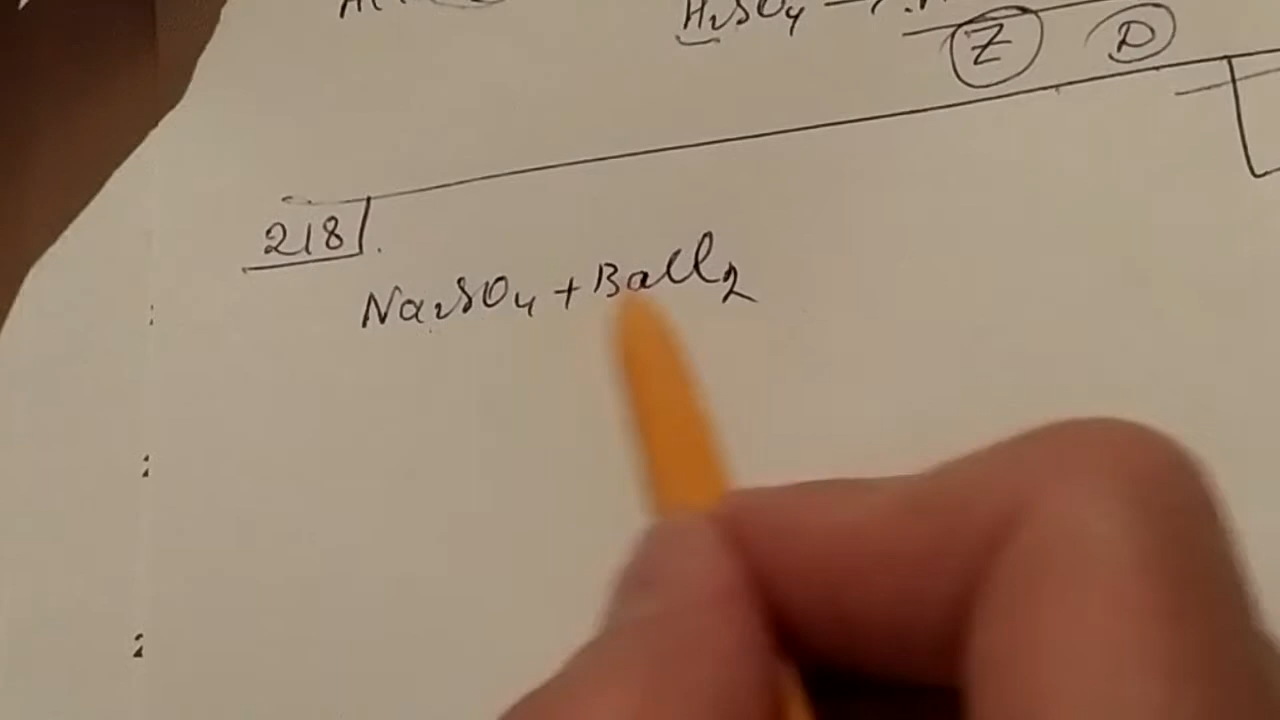 H₂SO₄ →
Z D
218.
Na₂SO₄ + BaCl₂